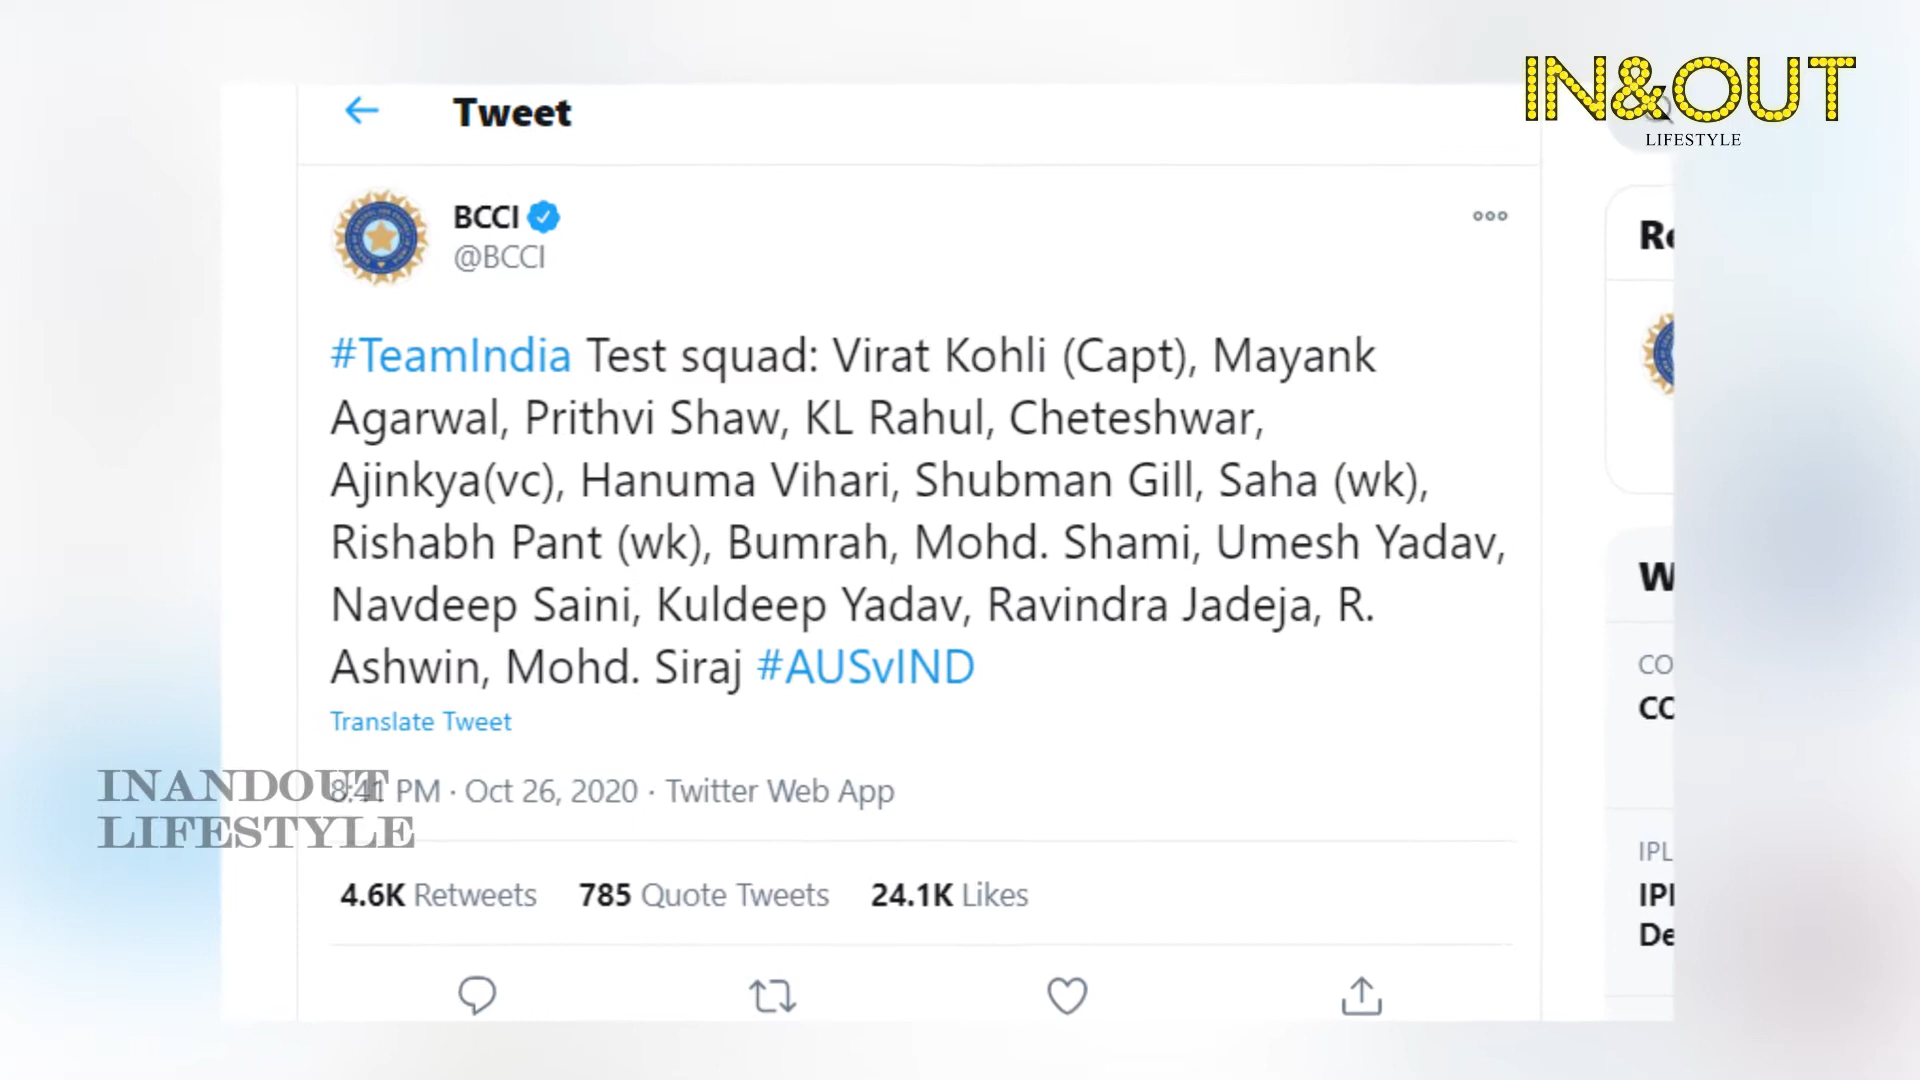 IN&OUT
LIFESTYLE
Tweet
BCCI
@BCCI
#TeamIndia Test squad: Virat Kohli (Capt), Mayank
Agarwal, Prithvi Shaw, KL Rahul, Cheteshwar,
Ajinkya(vc), Hanuma Vihari, Shubman Gill, Saha (wk),
Rishabh Pant (wk), Bumrah, Mohd. Shami, Umesh Yadav,
Navdeep Saini, Kuldeep Yadav, Ravindra Jadeja, R.
Ashwin, Mohd. Siraj #AUSvIND
Translate Tweet
8:41 PM · Oct 26, 2020 · Twitter Web App
INANDOUT
LIFESTYLE
4.6K Retweets 785 Quote Tweets 24.1K Likes
IPL